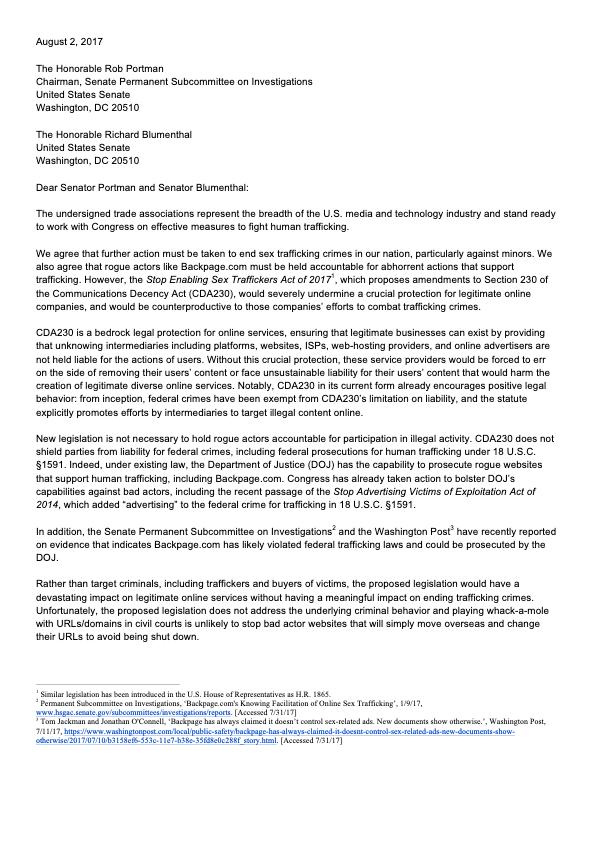 August 2, 2017
The Honorable Rob Portman
Chairman, Senate Permanent Subcommittee on Investigations
United States Senate
Washington, DC 20510
The Honorable Richard Blumenthal
United States Senate
Washington, DC 20510
Dear Senator Portman and Senator Blumenthal:
The undersigned trade associations represent the breadth of the U.S. media and technology industry and stand ready
to work with Congress on effective measures to fight human trafficking.
We agree that further action must be taken to end sex trafficking crimes in our nation, particularly against minors. We
also agree that rogue actors like Backpage.com must be held accountable for abhorrent actions that support
trafficking. However, the Stop Enabling Sex Traffickers Act of 2017¹, which proposes amendments to Section 230 of
the Communications Decency Act (CDA230), would severely undermine a crucial protection for legitimate online
companies, and would be counterproductive to those companies' efforts to combat trafficking crimes.
CDA230 is a bedrock legal protection for online services, ensuring that legitimate businesses can exist by providing
that unknowing intermediaries including platforms, websites, ISPs, web-hosting providers, and online advertisers are
not held liable for the actions of users. Without this crucial protection, these service providers would be forced to err
on the side of removing their users' content or face unsustainable liability for their users' content that would harm the
creation of legitimate diverse online services. Notably, CDA230 in its current form already encourages positive legal
behavior: from inception, federal crimes have been exempt from CDA230's limitation on liability, and the statute
explicitly promotes efforts by intermediaries to target illegal content online.
New legislation is not necessary to hold rogue actors accountable for participation in illegal activity. CDA230 does not
shield parties from liability for federal crimes, including federal prosecutions for human trafficking under 18 U.S.C.
§1591. Indeed, under existing law, the Department of Justice (DOJ) has the capability to prosecute rogue websites
that support human trafficking, including Backpage.com. Congress has already taken action to bolster DOJ's
capabilities against bad actors, including the recent passage of the Stop Advertising Victims of Exploitation Act of
2014, which added "advertising" to the federal crime for trafficking in 18 U.S.C. §1591.
In addition, the Senate Permanent Subcommittee on Investigations² and the Washington Post³ have recently reported
on evidence that indicates Backpage.com has likely violated federal trafficking laws and could be prosecuted by the
DOJ.
Rather than target criminals, including traffickers and buyers of victims, the proposed legislation would have a
devastating impact on legitimate online services without having a meaningful impact on ending trafficking crimes.
Unfortunately, the proposed legislation does not address the underlying criminal behavior and playing whack-a-mole
with URLs/domains in civil courts is unlikely to stop bad actor websites that will simply move overseas and change
their URLs to avoid being shut down.
¹ Similar legislation has been introduced in the U.S. House of Representatives as H.R. 1865.
² Permanent Subcommittee on Investigations, 'Backpage.com's Knowing Facilitation of Online Sex Trafficking', 1/9/17,
www.hsgac.senate.gov/subcommittees/investigations/reports. [Accessed 7/31/17]
³ Tom Jackman and Jonathan O'Connell, 'Backpage has always claimed it doesn't control sex-related ads. New documents show otherwise.', Washington Post,
7/11/17, https://www.washingtonpost.com/local/public-safety/backpage-has-always-claimed-it-doesnt-control-sex-related-ads-new-documents-show-
otherwise/2017/07/10/b3158ef6-553c-11e7-b38e-35fd8e0c288f_story.html. [Accessed 7/31/17]